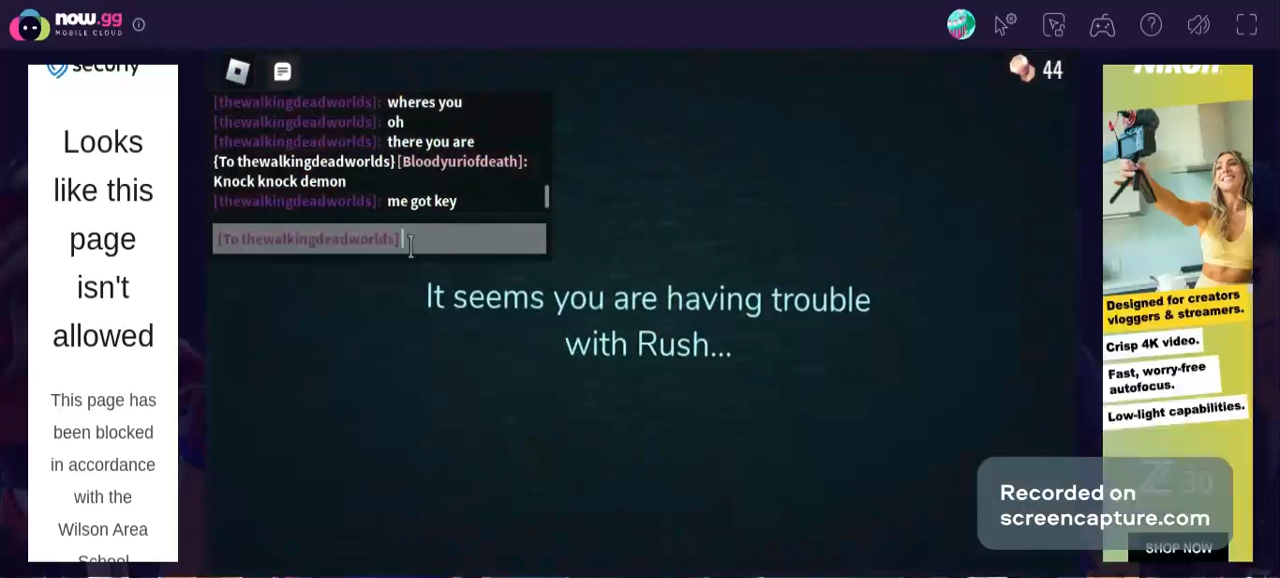 now.gg
MOBILE CLOUD
Looks
like this
page
isn't
allowed
This page has
been blocked
in accordance
with the
Wilson Area
School
44
[thewalkingdeadworlds]: wheres you
[thewalkingdeadworlds]: oh
[thewalkingdeadworlds]: there you are
{To thewalkingdeadworlds} [Bloodyuriofdeath]:
Knock knock demon
[thewalkingdeadworlds]: me got key
[To thewalkingdeadworlds]
It seems you are having trouble
with Rush...
Designed for creators
vloggers & streamers.
Crisp 4K video.
Fast, worry-free
autofocus.
Low-light capabilities.
Recorded on
screencapture.com
SHOP NOW